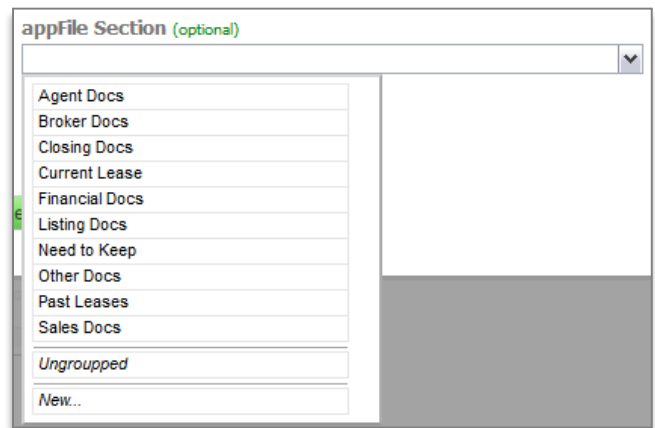 appFile Section (optional)
Agent Docs
Broker Docs
Closing Docs
Current Lease
Financial Docs
Listing Docs
Need to Keep
Other Docs
Past Leases
Sales Docs
Ungroupped
New...